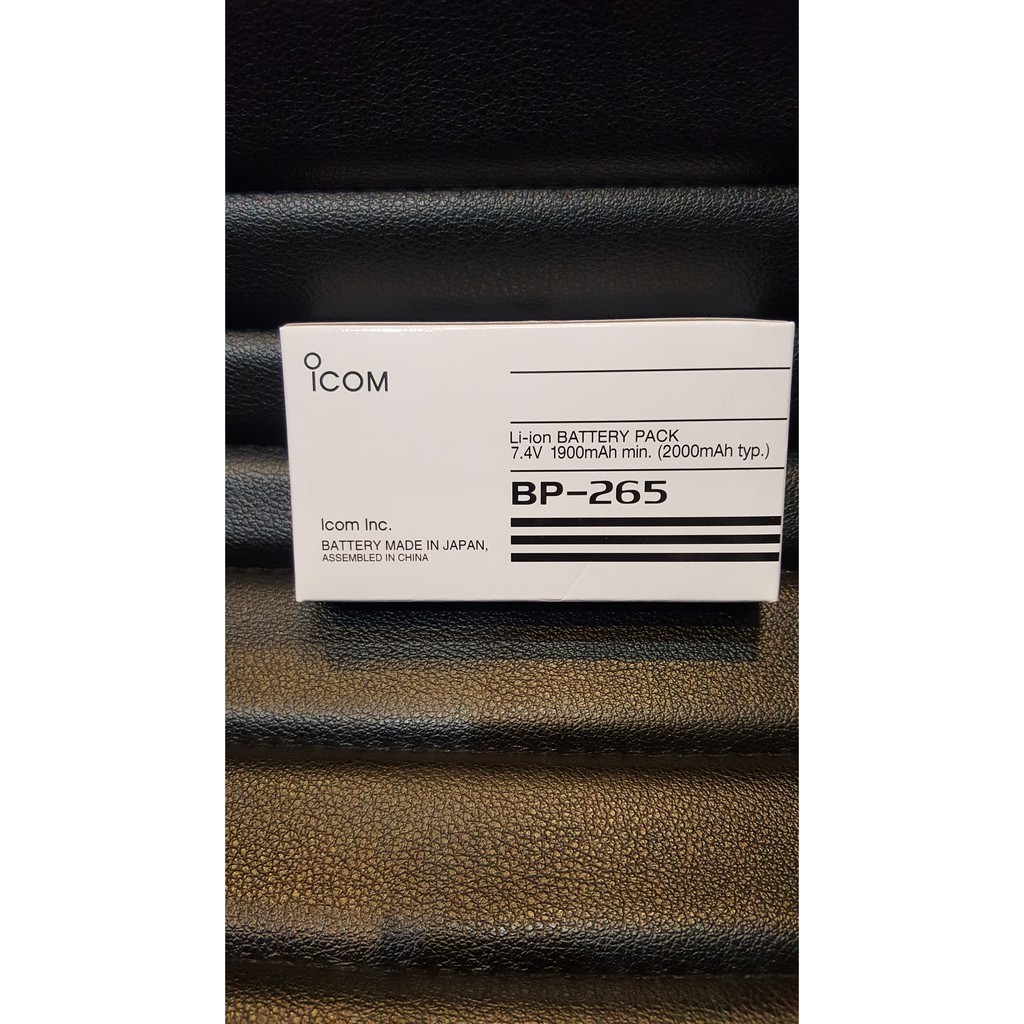 ICOM
Li-ion BATTERY PACK
7.4V 1900mAh min. (2000mAh typ.)
BP-265
Icom Inc.
BATTERY MADE IN JAPAN,
ASSEMBLED IN CHINA